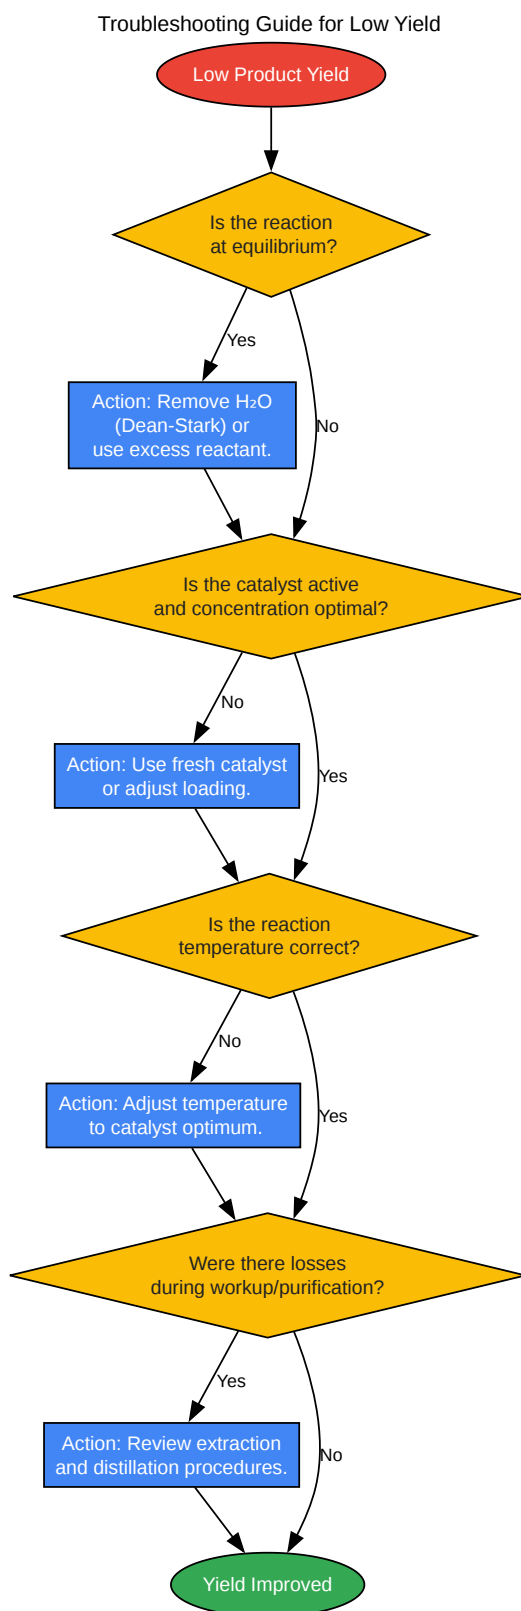 Troubleshooting Guide for Low Yield
Low Product Yield
Is the reaction
at equilibrium?
Yes
Action: Remove H₂O
(Dean-Stark) or
use excess reactant.
No
Is the catalyst active
and concentration optimal?
No
Action: Use fresh catalyst
or adjust loading.
Yes
Is the reaction
temperature correct?
No
Action: Adjust temperature
to catalyst optimum.
Yes
Were there losses
during workup/purification?
Yes
Action: Review extraction
and distillation procedures.
No
Yield Improved